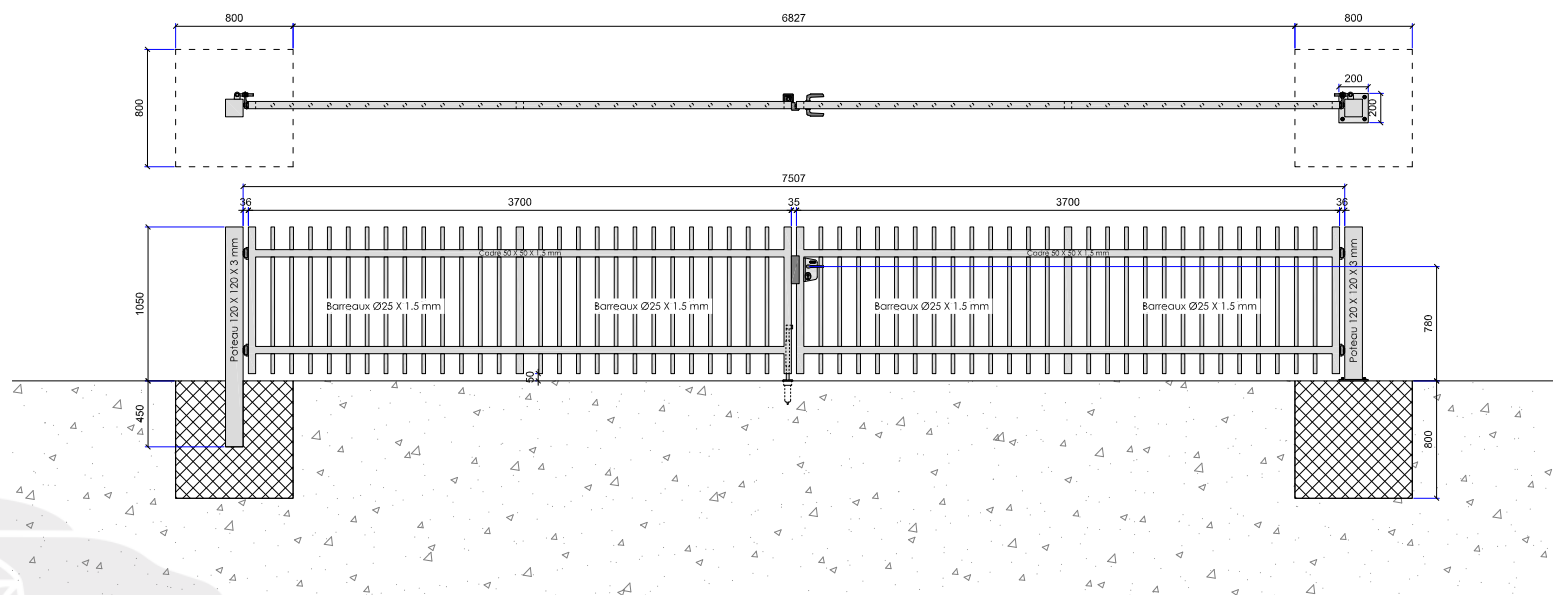 800
6827
800
800
200
200
7507
36
3700
35
3700
36
Poteau 120 X 120 X 3 mm
Cadre 50 X 50 X 1.5 mm
Cadre 50 X 50 X 1.5 mm
Poteau 120 X 120 X 3 mm
1050
Barreaux Ø25 X 1.5 mm
Barreaux Ø25 X 1.5 mm
Barreaux Ø25 X 1.5 mm
Barreaux Ø25 X 1.5 mm
780
50
450
800